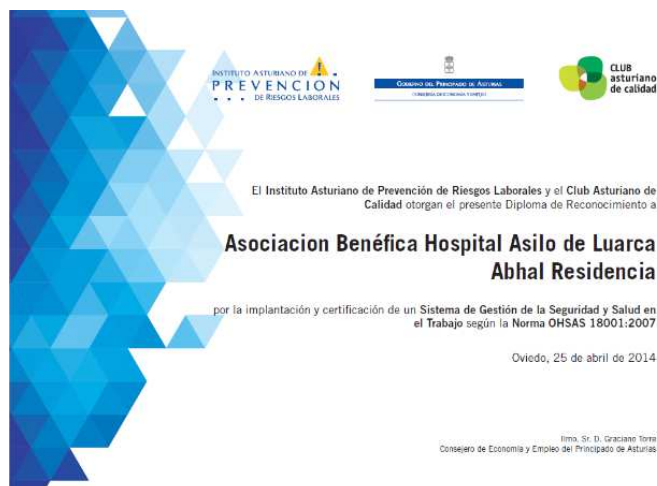 INSTITUTO ASTURIANO DE
PREVENCION
DE RIESGOS LABORALES
GOBIERNO DEL PRINCIPADO DE ASTURIAS
CONSEJERÍA DE ECONOMÍA Y EMPLEO
CLUB
asturiano
de calidad
El Instituto Asturiano de Prevención de Riesgos Laborales y el Club Asturiano de
Calidad otorgan el presente Diploma de Reconocimiento a
Asociacion Benéfica Hospital Asilo de Luarca
Abhal Residencia
por la implantación y certificación de un Sistema de Gestión de la Seguridad y Salud en
el Trabajo según la Norma OHSAS 18001:2007
Oviedo, 25 de abril de 2014
Ilmo. Sr. D. Graciano Torre
Consejero de Economía y Empleo del Principado de Asturias